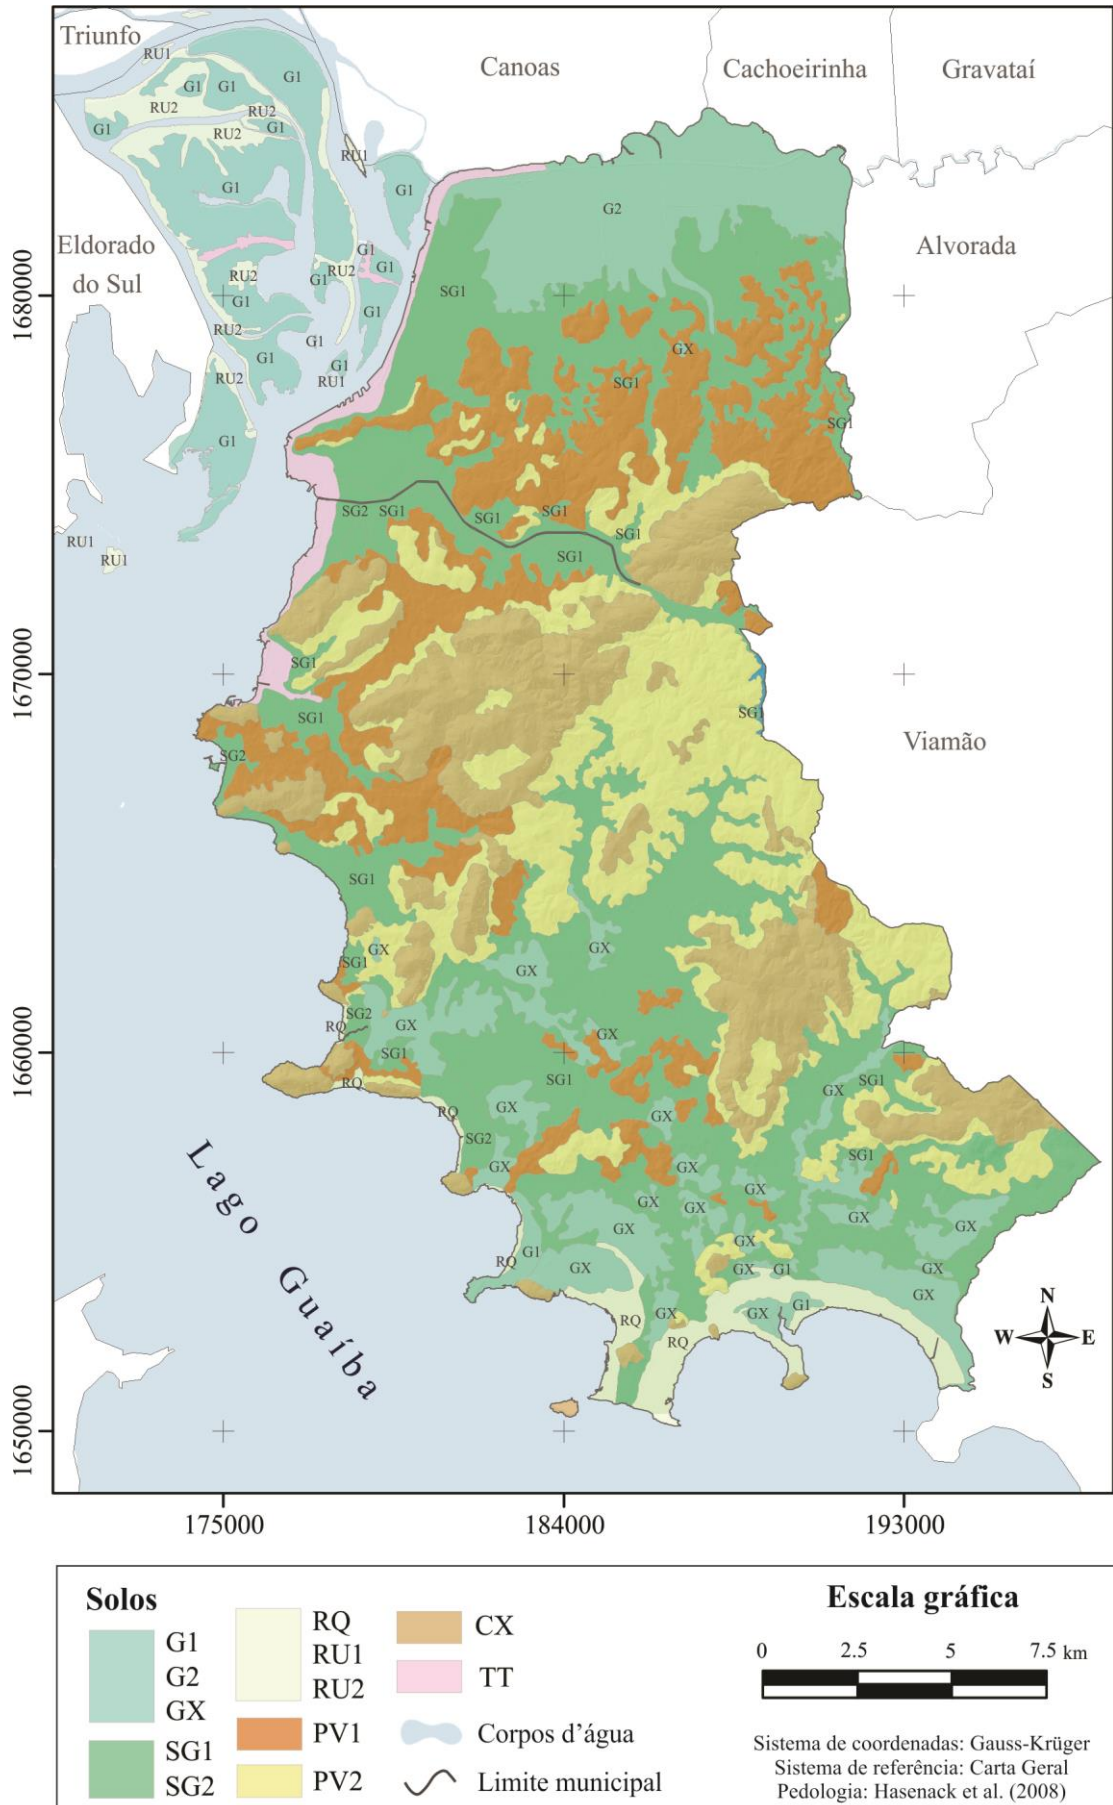 Triunfo
Canoas
Cachoeirinha
Gravataí
RU1
G1
G1
G1
RU2
RU2
G1
G1
RU2
RU1
G1
G1
G2
Eldorado
do Sul
Alvorada
G1
RU2
G1
RU2
G1
G1
SG1
G1
RU2
G1
GX
G1
RU2
RU1
SG1
G1
SG1
SG2
SG1
SG1
SG1
SG1
SG1
RU1
RU1
SG1
SG1
SG1
Viamão
SG2
SG1
GX
GX
SG1
GX
SG2
RQ
GX
GX
SG1
SG1
SG1
RQ
GX
GX
RQ
GX
SG2
SG1
GX
GX
GX
GX
GX
GX
GX
GX
GX
G1
RQ
GX
GX
G1
GX
GX
G1
GX
GX
RQ
RQ
Lago Guaíba
N
W
E
S
1680000
1670000
1660000
1650000
175000
184000
193000
Solos
G1
G2
GX
SG1
SG2
RQ
RU1
RU2
PV1
PV2
CX
TT
Corpos d'água
Limite municipal
Escala gráfica
0 2.5 5 7.5 km
Sistema de coordenadas: Gauss-Krüger
Sistema de referência: Carta Geral
Pedologia: Hasenack et al. (2008)